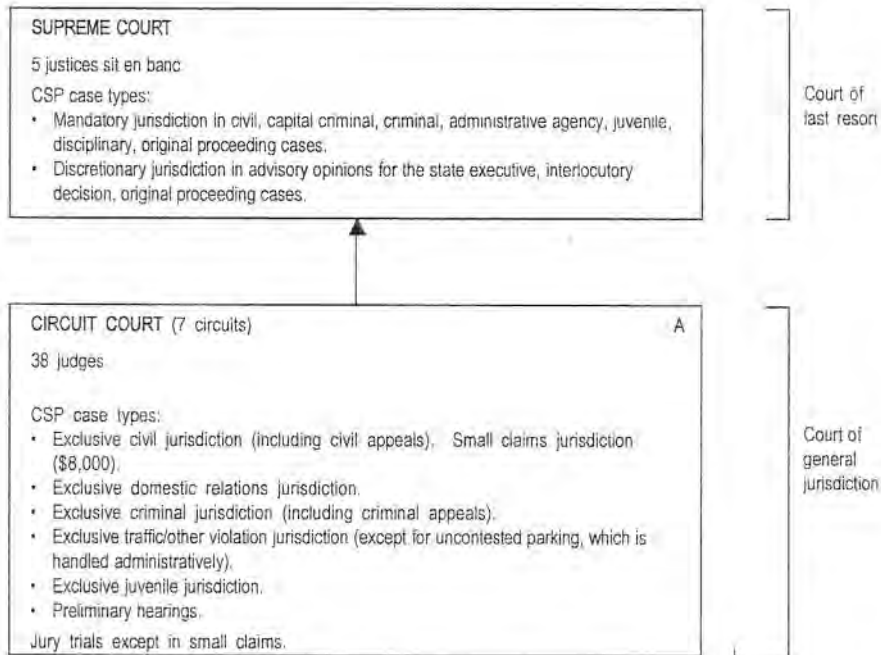 SUPREME COURT
5 justices sit en banc
CSP case types:
• Mandatory jurisdiction in civil, capital criminal, criminal, administrative agency, juvenile,
disciplinary, original proceeding cases.
• Discretionary jurisdiction in advisory opinions for the state executive, interlocutory
decision, original proceeding cases.
Court of
last resort
CIRCUIT COURT (7 circuits) A
38 judges
CSP case types:
• Exclusive civil jurisdiction (including civil appeals). Small claims jurisdiction
($8,000).
• Exclusive domestic relations jurisdiction.
• Exclusive criminal jurisdiction (including criminal appeals).
• Exclusive traffic/other violation jurisdiction (except for uncontested parking, which is
handled administratively).
• Exclusive juvenile jurisdiction.
• Preliminary hearings.
Jury trials except in small claims.
Court of
general
jurisdiction